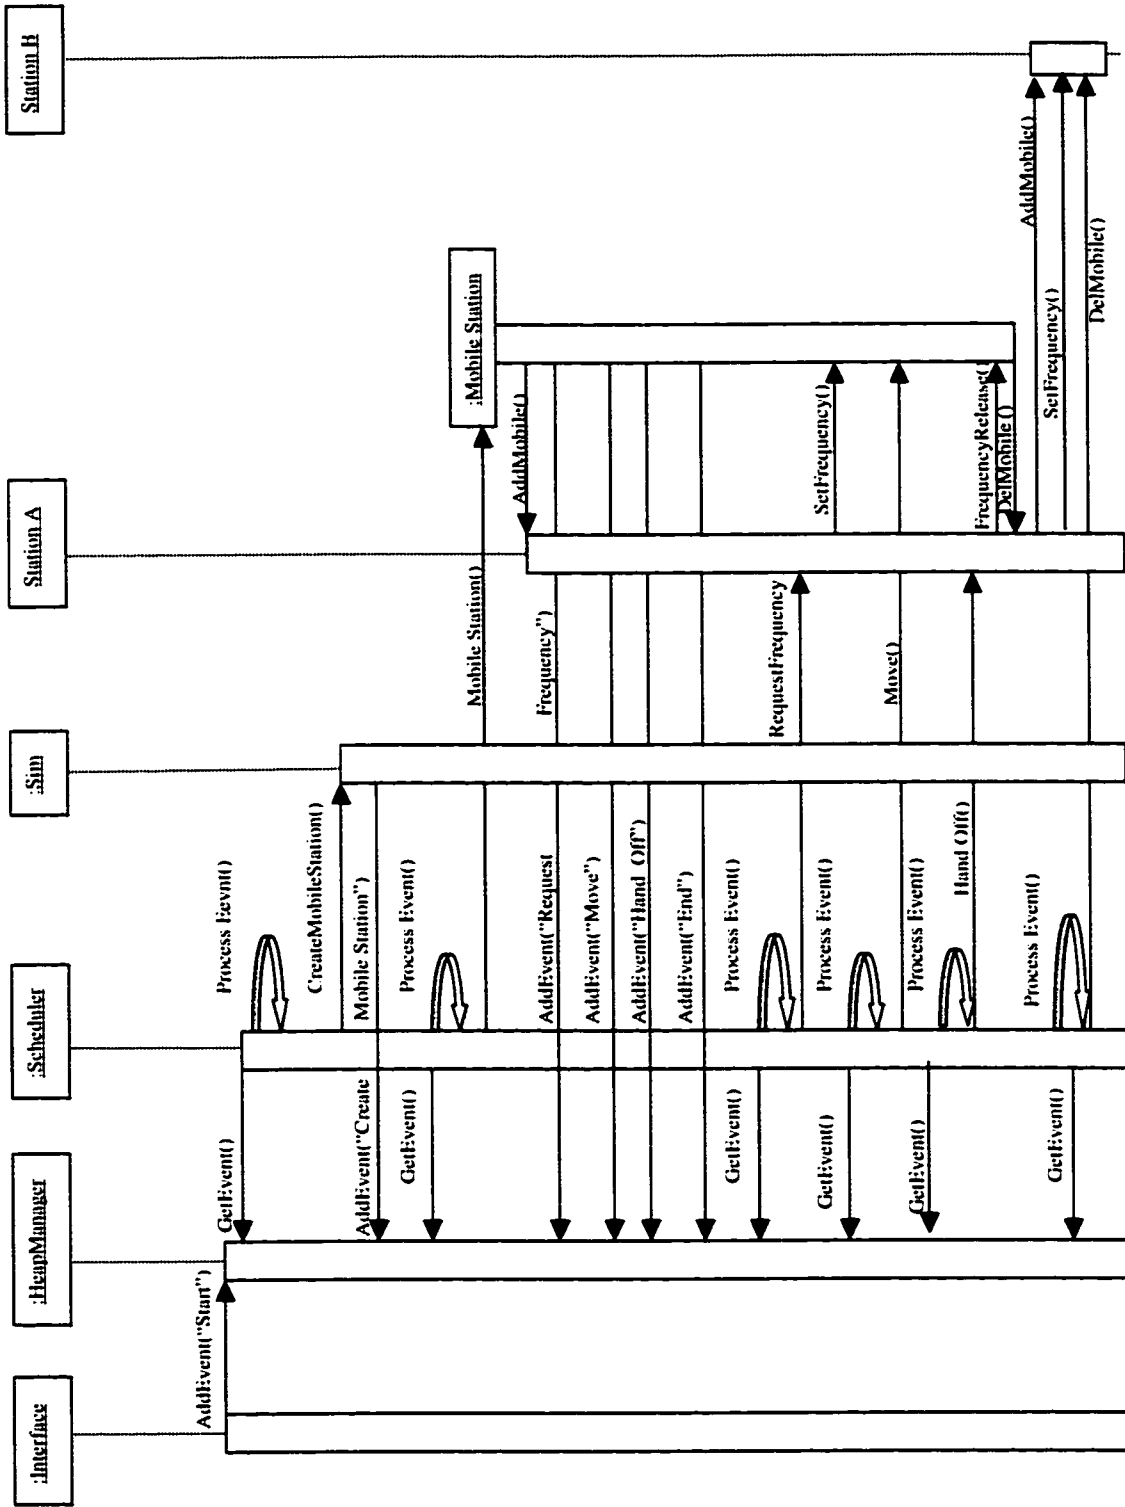 :Interface
:HeapManager
:Scheduler
:Sim
Station A
:Mobile Station
Station B
AddEvent("Start")
GetEvent()
Process Eevnt()
CreateMobileStation()
AddEvent("Create
Mobile Station")
GetEvent()
Process Event()
Mobile Station()
AddMobile()
AddEvent("Request
Frequency")
AddEvent("Move")
AddEvent("Hand Off")
AddEvent("End")
GetEvent()
Process Event()
RequestFrequency
SetFrequency()
GetEvent()
Process Event()
Move()
GetEvent()
Process Event()
Hand Off()
FrequencyRelease()
DelMobile ()
AddMobile()
SetFrequency()
GetEvent()
Process Event()
DelMobile()